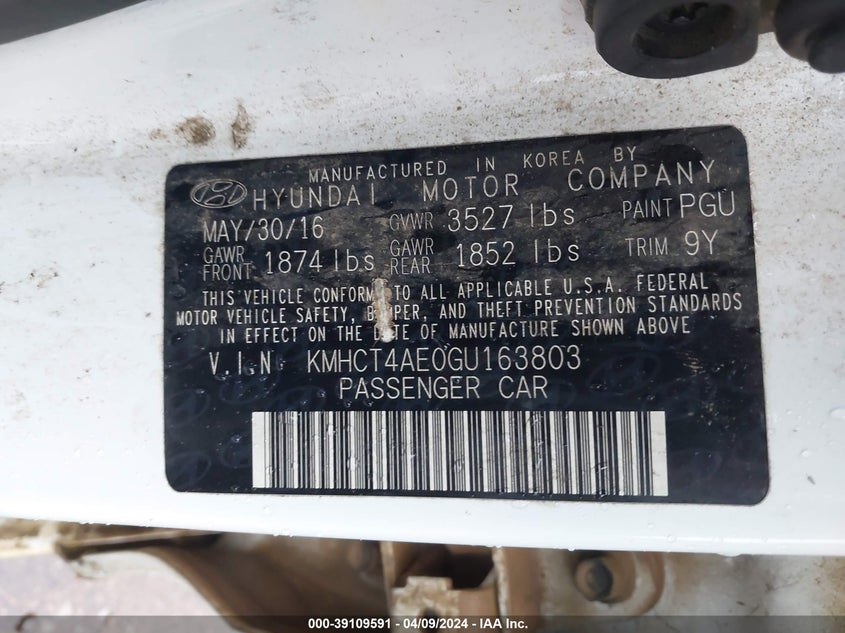 MANUFACTURED IN KOREA BY
HYUNDAI MOTOR COMPANY
MAY/30/16 GVWR 3527 lbs PAINT PGU
GAWR FRONT 1874 lbs GAWR REAR 1852 lbs TRIM 9Y
THIS VEHICLE CONFORM TO ALL APPLICABLE U.S.A. FEDERAL
MOTOR VEHICLE SAFETY, AND THEFT PREVENTION STANDARDS
IN EFFECT ON THE DATE OF MANUFACTURE SHOWN ABOVE
V.I.N KMHCT4AE0GU163803
PASSENGER CAR
000-39109591 - 04/09/2024 - IAA Inc.